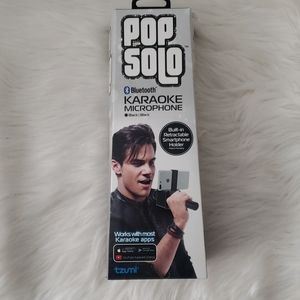 POP
SOLO
Bluetooth
KARAOKE
MICROPHONE
Black | Black
Built-in
Retractable
Smartphone
Holder
Works with most
Karaoke apps
tzumi